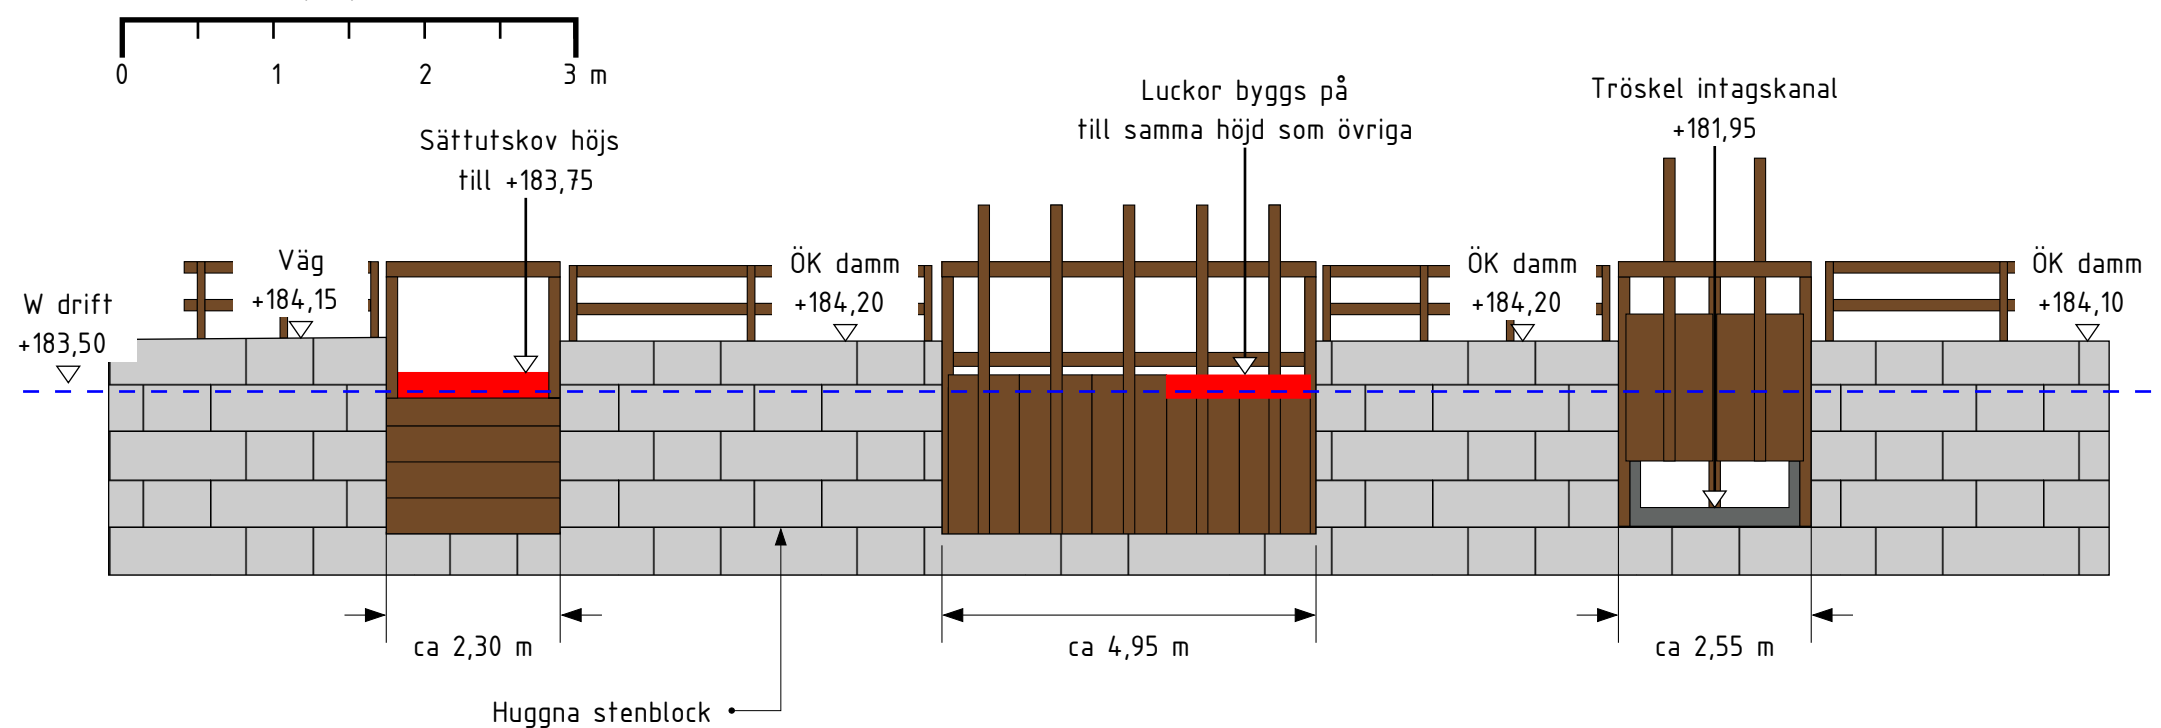 0 1 2 3 m
Luckor byggs på
till samma höjd som övriga
Tröskel intagskanal
+181,95
Sättutskov höjs
till +183,75
Väg
+184,15
ÖK damm
+184,20
ÖK damm
+184,20
ÖK damm
+184,10
W drift
+183,50
ca 2,30 m
ca 4,95 m
ca 2,55 m
Huggna stenblock